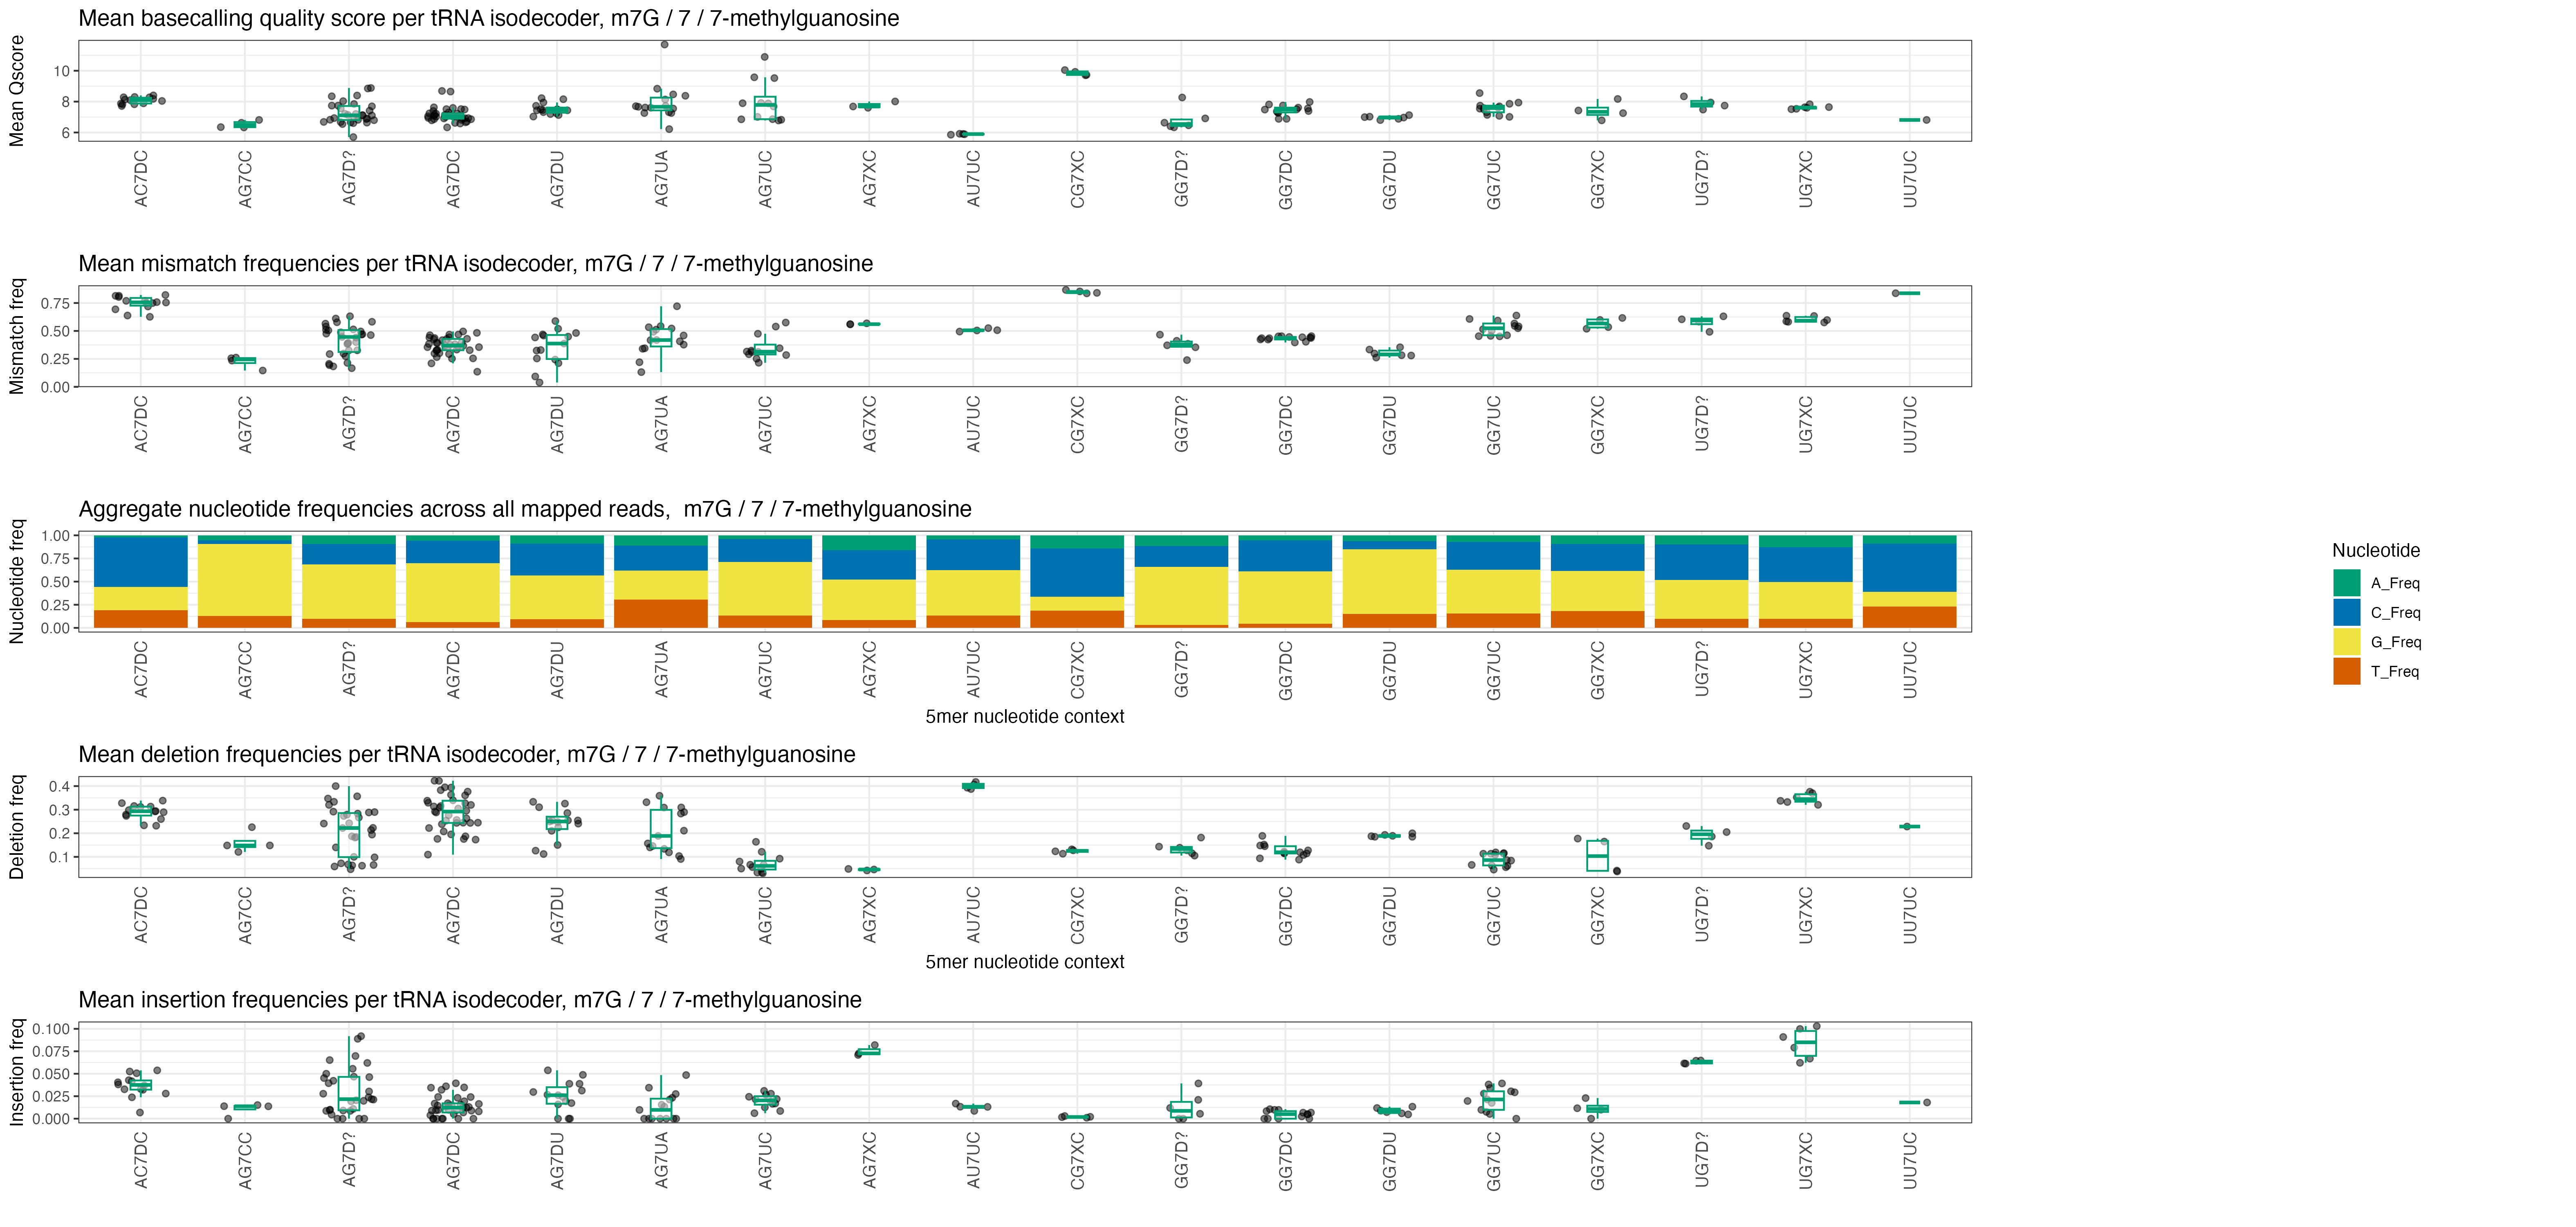 Mean basecalling quality score per tRNA isodecoder, m7G / 7 / 7-methylguanosine
Mean Qscore
10
8
6
AC7DC AG7CC AG7D? AG7DC AG7DU AG7UA AG7UC AG7XC AU7UC CG7XC GG7D? GG7DC GG7DU GG7UC GG7XC UG7D? UG7XC UU7UC
Mean mismatch frequencies per tRNA isodecoder, m7G / 7 / 7-methylguanosine
Mismatch freq
0.75
0.50
0.25
0.00
AC7DC AG7CC AG7D? AG7DC AG7DU AG7UA AG7UC AG7XC AU7UC CG7XC GG7D? GG7DC GG7DU GG7UC GG7XC UG7D? UG7XC UU7UC
Aggregate nucleotide frequencies across all mapped reads,  m7G / 7 / 7-methylguanosine
Nucleotide freq
1.00
0.75
0.50
0.25
0.00
AC7DC AG7CC AG7D? AG7DC AG7DU AG7UA AG7UC AG7XC AU7UC CG7XC GG7D? GG7DC GG7DU GG7UC GG7XC UG7D? UG7XC UU7UC
5mer nucleotide context
Nucleotide
A_Freq
C_Freq
G_Freq
T_Freq
Mean deletion frequencies per tRNA isodecoder, m7G / 7 / 7-methylguanosine
Deletion freq
0.4
0.3
0.2
0.1
AC7DC AG7CC AG7D? AG7DC AG7DU AG7UA AG7UC AG7XC AU7UC CG7XC GG7D? GG7DC GG7DU GG7UC GG7XC UG7D? UG7XC UU7UC
5mer nucleotide context
Mean insertion frequencies per tRNA isodecoder, m7G / 7 / 7-methylguanosine
Insertion freq
0.100
0.075
0.050
0.025
0.000
AC7DC AG7CC AG7D? AG7DC AG7DU AG7UA AG7UC AG7XC AU7UC CG7XC GG7D? GG7DC GG7DU GG7UC GG7XC UG7D? UG7XC UU7UC